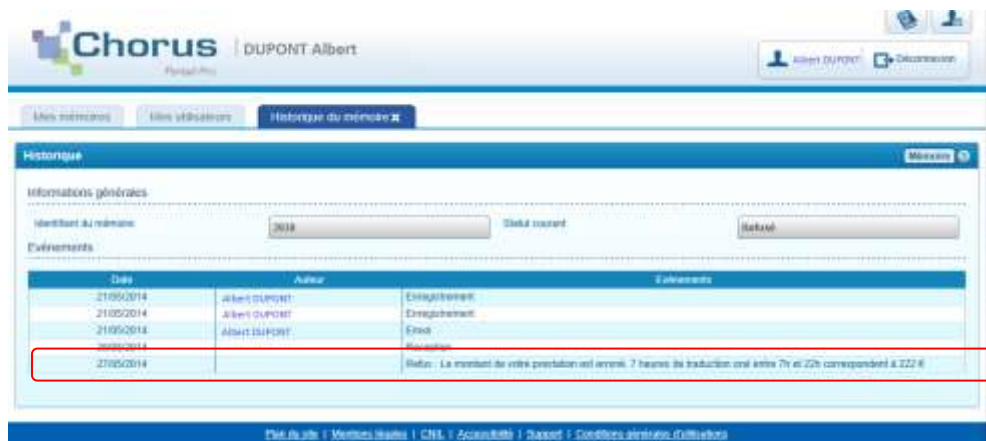 Chorus
Portail Pro
DUPONT Albert
Albert DUPONT
Déconnexion
Mes mémoires
Mes utilisateurs
Historique du mémoire
Historique
Mémoire
Informations générales
Identifiant du mémoire
Statut courant
Refusé
Evénements
Date Auteur Evénements
21/05/2014 Albert DUPONT Enregistrement
21/05/2014 Albert DUPONT Enregistrement
21/05/2014 Albert DUPONT Envoi
Réception
27/05/2014 Refus : Le montant de votre prestation est erroné. 7 heures de traduction oral entre 7h et 22h correspondent à 222 €
Plan du site | Mentions légales | CNIL | Accessibilité | Support | Conditions générales d'utilisations